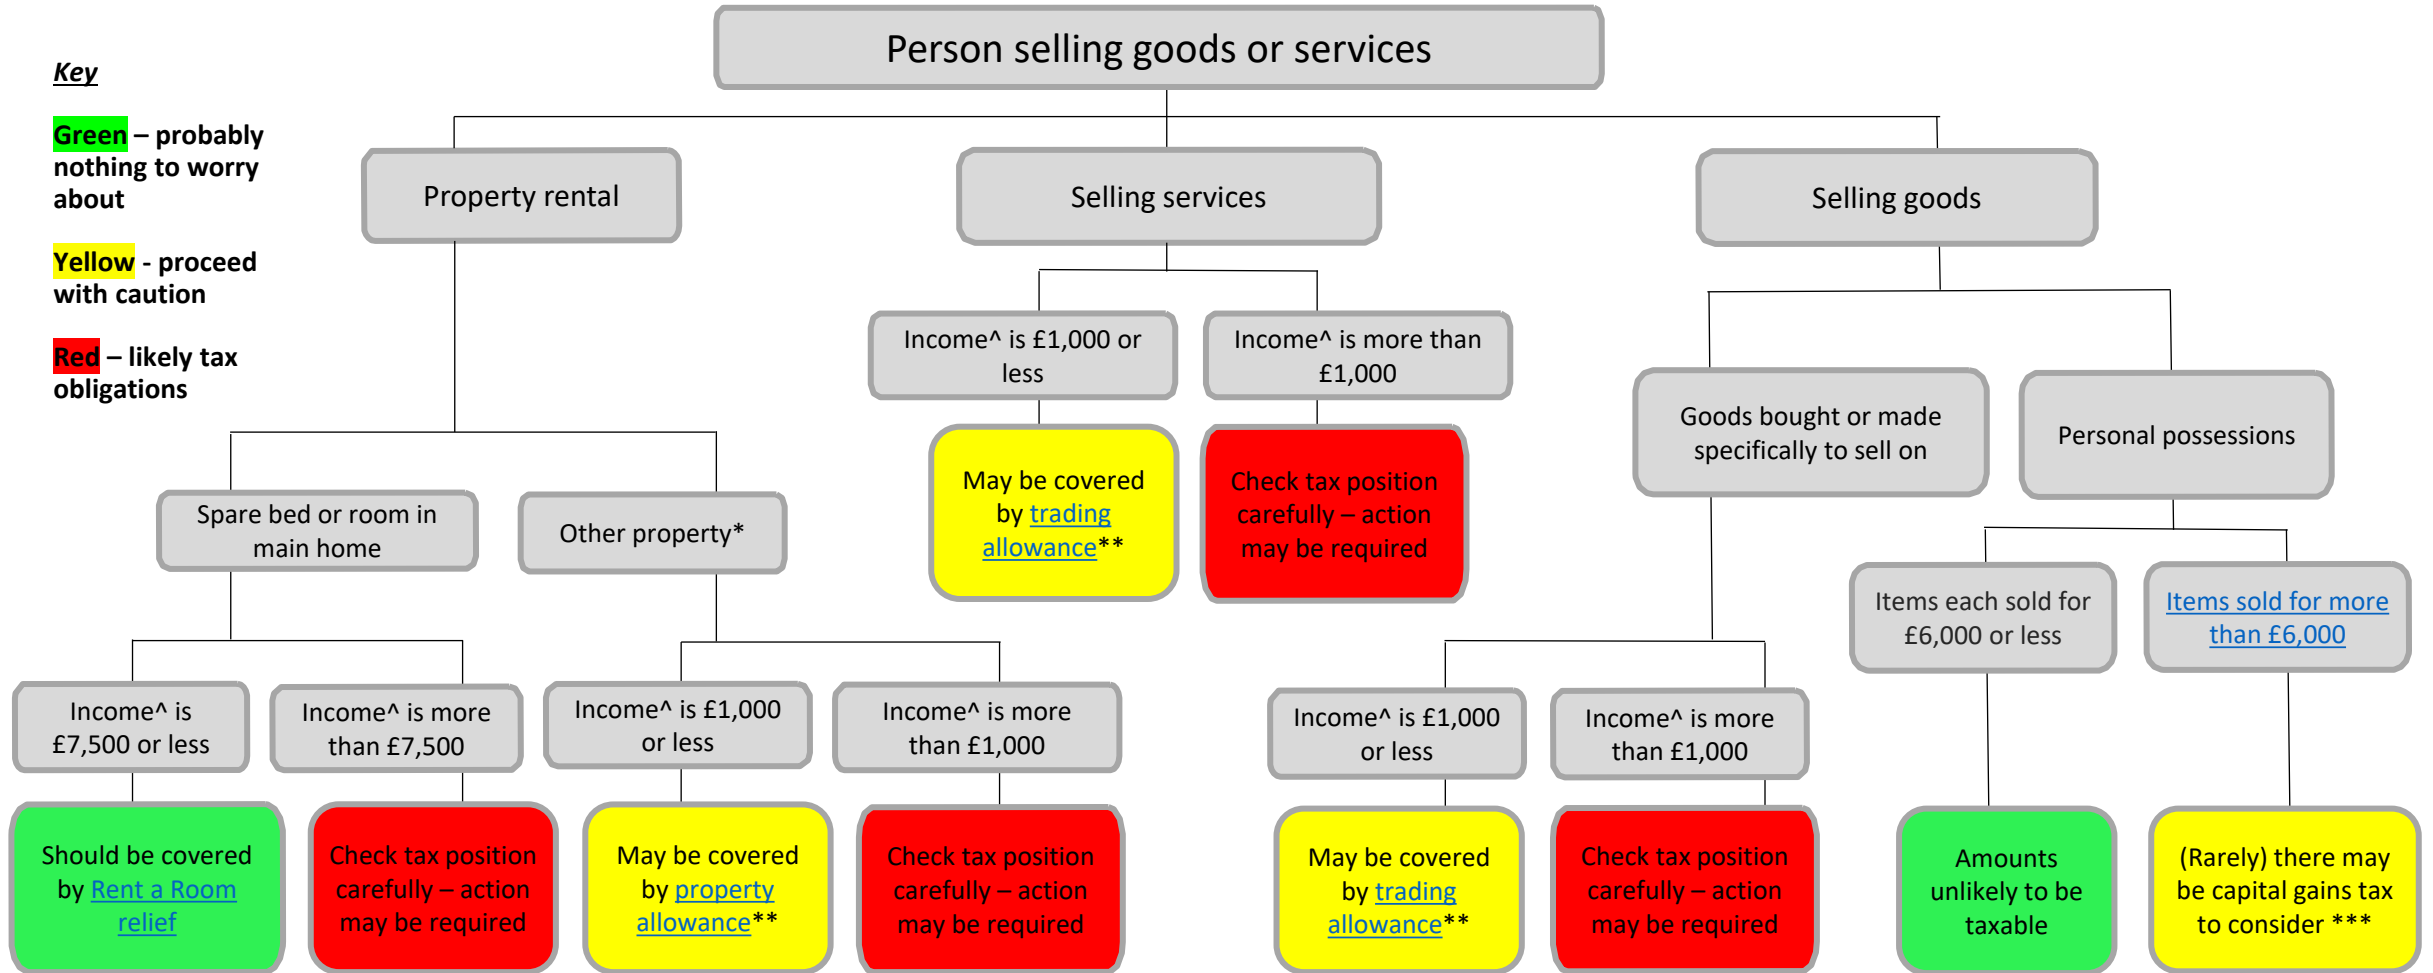 Person selling goods or services
Key
Green – probably
nothing to worry
about
Yellow - proceed
with caution
Red – likely tax
obligations
Property rental
Selling services
Selling goods
Income^ is £1,000 or
less
Income^ is more than
£1,000
Goods bought or made
specifically to sell on
Personal possessions
May be covered
by trading
allowance**
Check tax position
carefully – action
may be required
Spare bed or room in
main home
Other property*
Items each sold for
£6,000 or less
Items sold for more
than £6,000
Income^ is
£7,500 or less
Income^ is more
than £7,500
Income^ is £1,000
or less
Income^ is more
than £1,000
Income^ is £1,000
or less
Income^ is more
than £1,000
Should be covered
by Rent a Room
relief
Check tax position
carefully – action
may be required
May be covered
by property
allowance**
Check tax position
carefully – action
may be required
May be covered
by trading
allowance**
Check tax position
carefully – action
may be required
Amounts
unlikely to be
taxable
(Rarely) there may
be capital gains tax
to consider ***